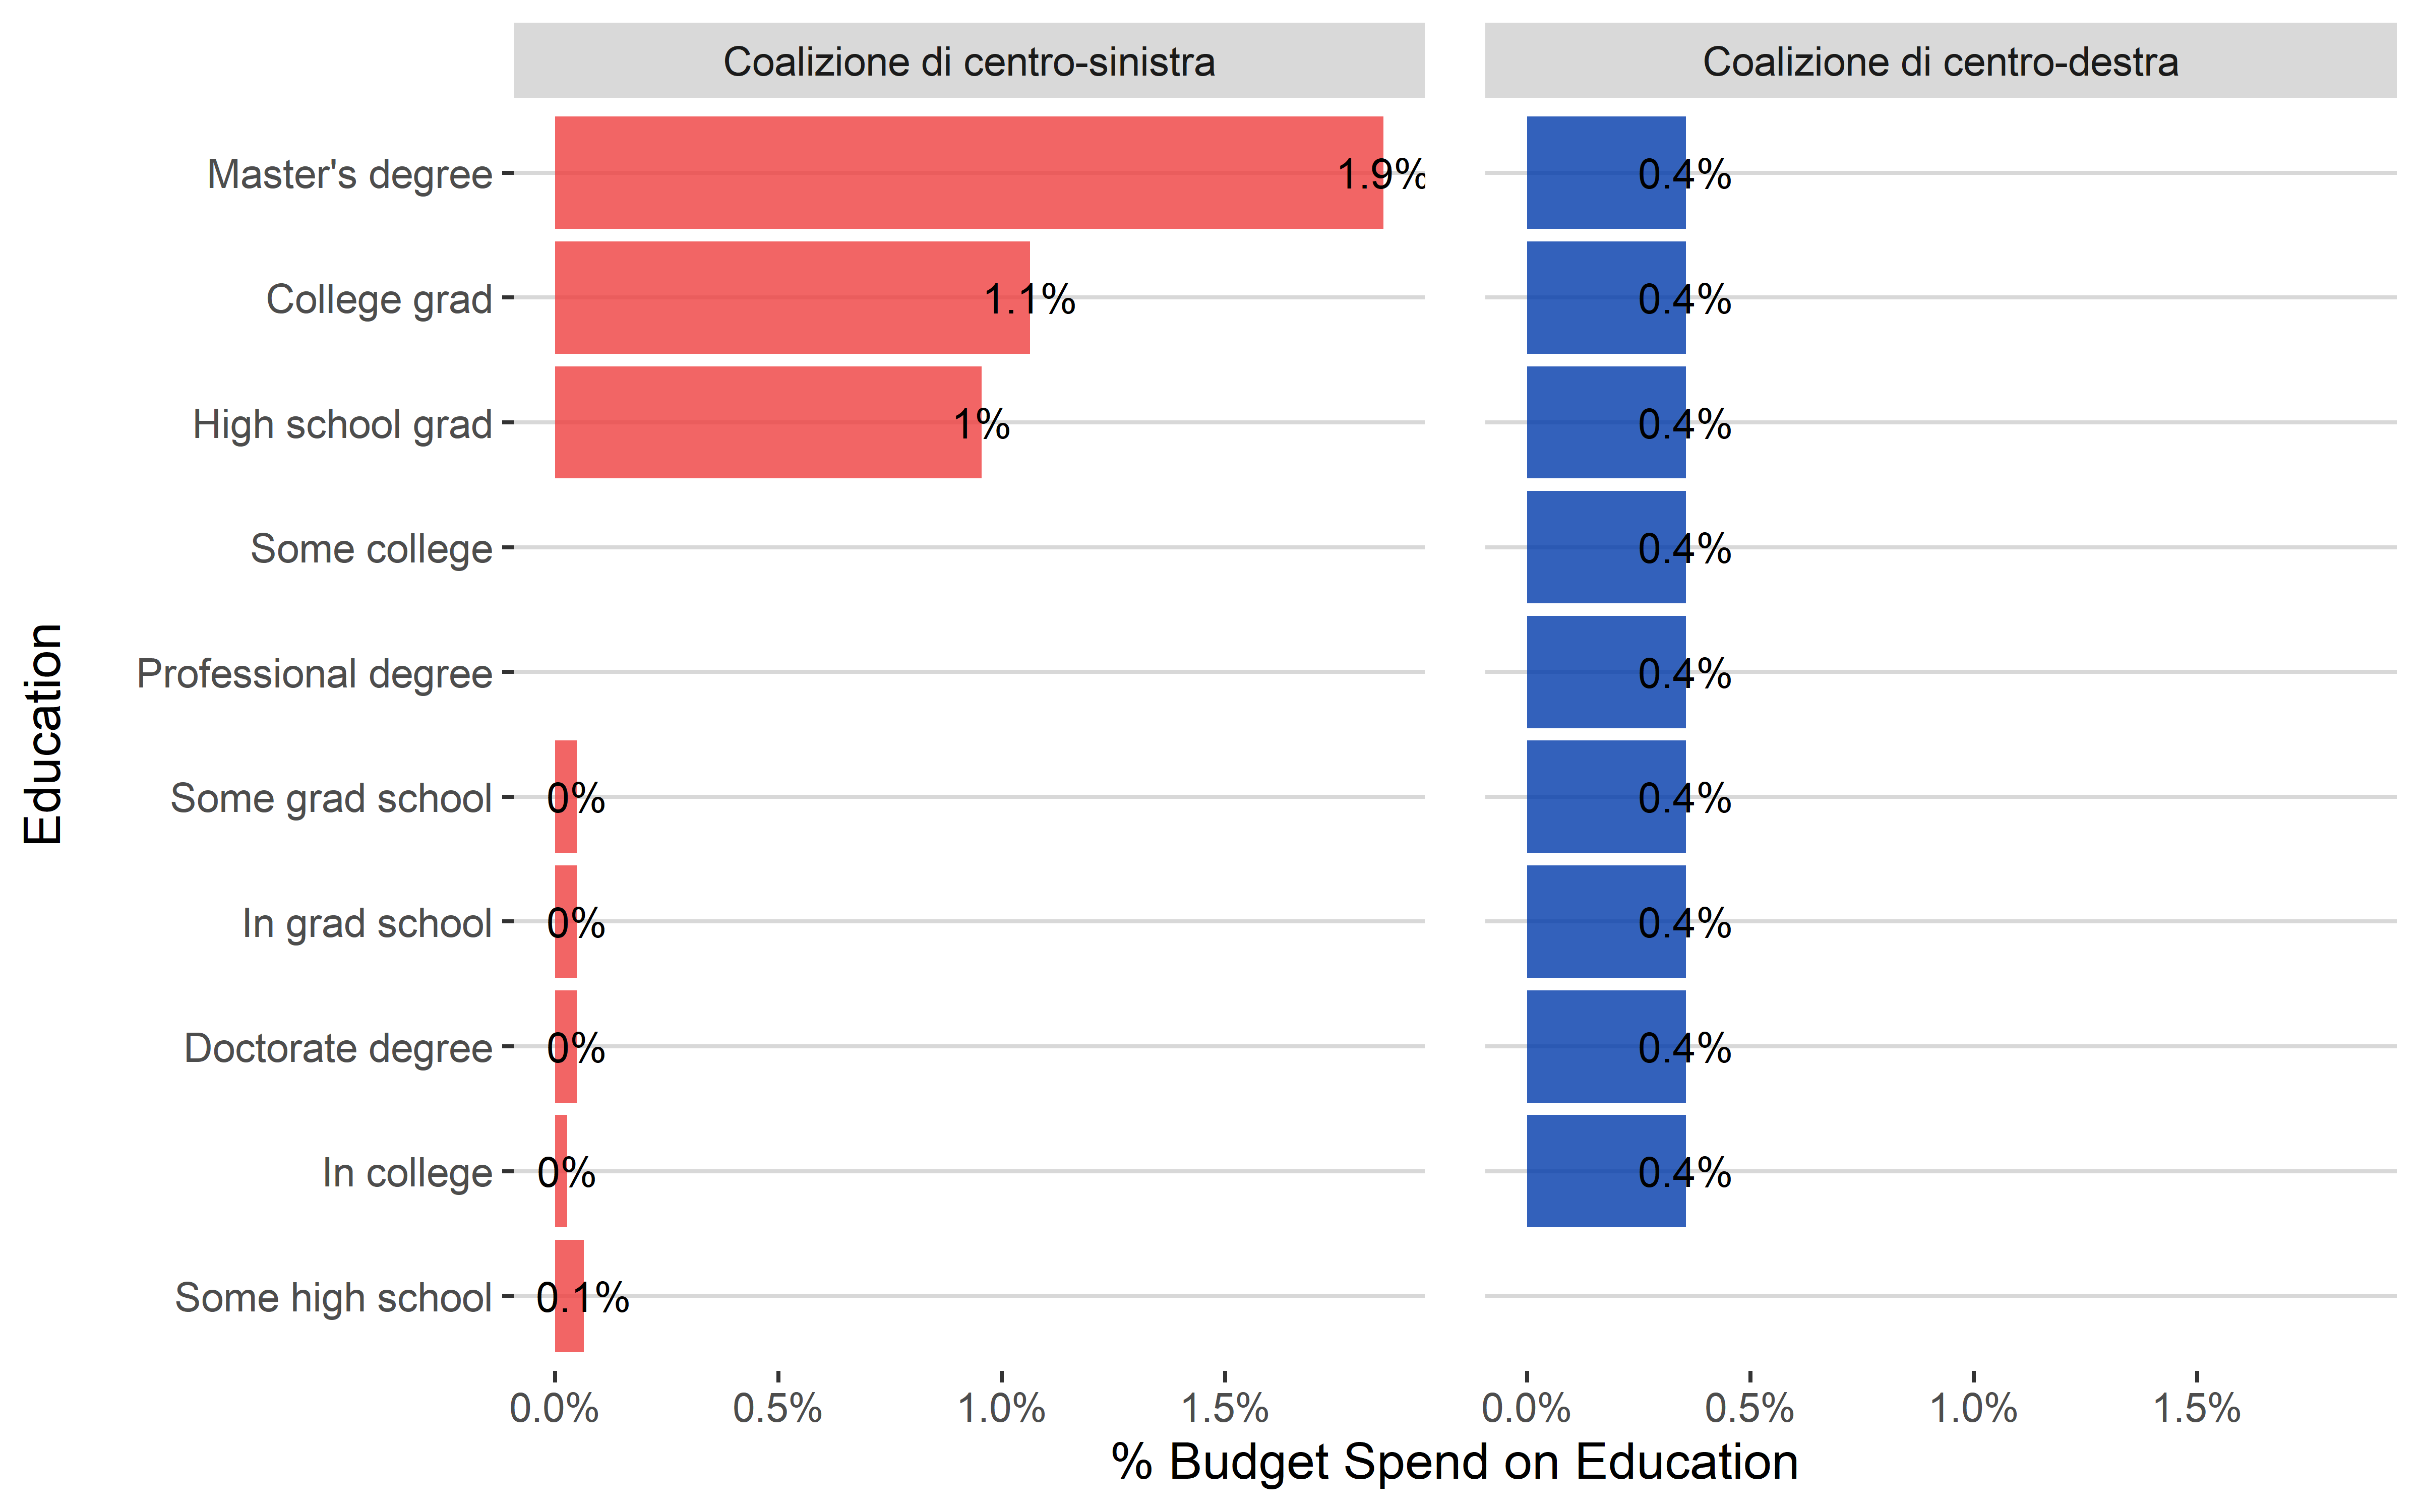 Coalizione di centro-sinistra
Coalizione di centro-destra
Master's degree
1.9%
0.4%
College grad
1.1%
0.4%
High school grad
1%
0.4%
Some college
0.4%
Professional degree
0.4%
Some grad school
0%
0.4%
In grad school
0%
0.4%
Doctorate degree
0%
0.4%
In college
0%
0.4%
Some high school
0.1%
Education
0.0% 0.5% 1.0% 1.5%
0.0% 0.5% 1.0% 1.5%
% Budget Spend on Education